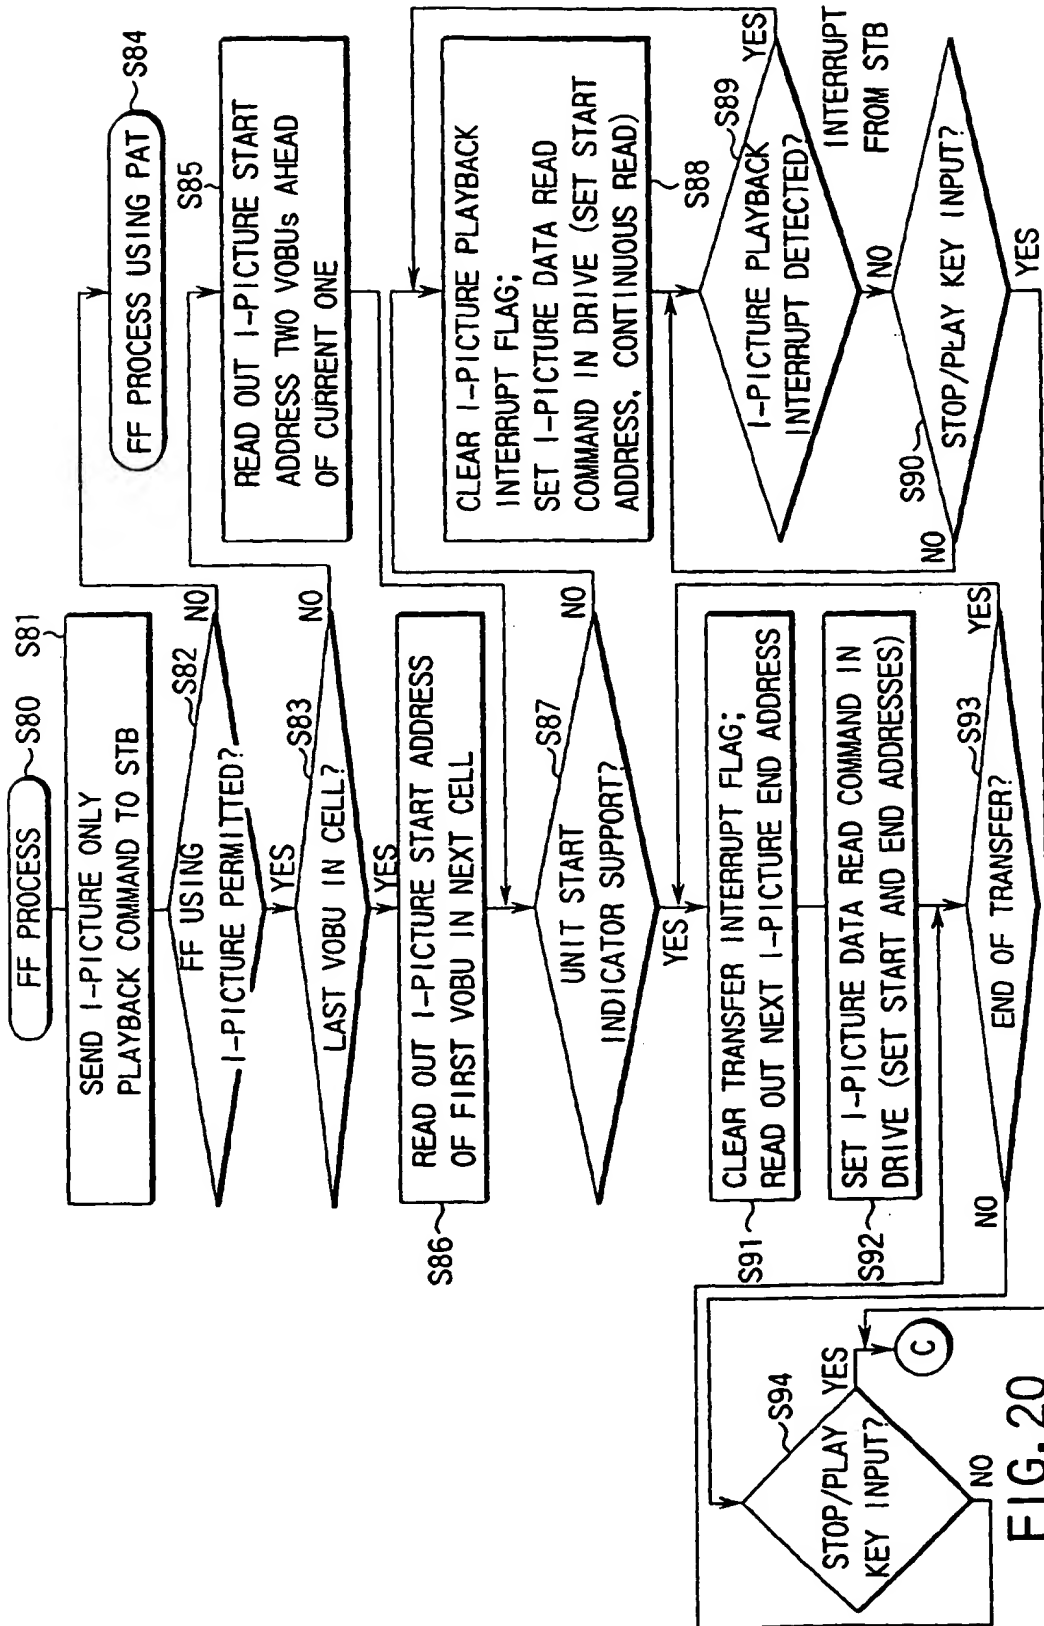 FF PROCESS
S80
SEND I-PICTURE ONLY
PLAYBACK COMMAND TO STB
S81
FF USING
I-PICTURE PERMITTED?
S82
NO
YES
LAST VOBU IN CELL?
S83
NO
YES
READ OUT I-PICTURE START ADDRESS
OF FIRST VOBU IN NEXT CELL
S86
UNIT START
INDICATOR SUPPORT?
S87
NO
YES
CLEAR TRANSFER INTERRUPT FLAG;
READ OUT NEXT I-PICTURE END ADDRESS
S91
SET I-PICTURE DATA READ COMMAND IN
DRIVE (SET START AND END ADDRESSES)
S92
END OF TRANSFER?
S93
YES
NO
STOP/PLAY
KEY INPUT?
S94
YES
NO
C
FF PROCESS USING PAT
S84
S85
READ OUT I-PICTURE START
ADDRESS TWO VOBUs AHEAD
OF CURRENT ONE
CLEAR I-PICTURE PLAYBACK
INTERRUPT FLAG;
SET I-PICTURE DATA READ
COMMAND IN DRIVE (SET START
ADDRESS, CONTINUOUS READ)
S88
I-PICTURE PLAYBACK
INTERRUPT DETECTED?
S89
YES
NO
INTERRUPT
FROM STB
STOP/PLAY KEY INPUT?
S90
NO
YES
FIG. 20